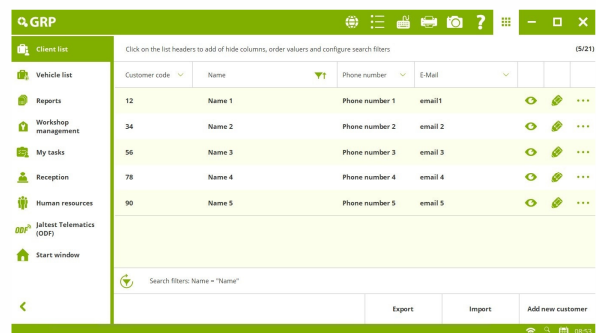 GRP
Client list
Click on the list headers to add of hide columns, order valuers and configure search filters
(5/21)
Vehicle list
Customer code
Name
Phone number
E-Mail
Reports
12
Name 1
Phone number 1
email1
Workshop
management
34
Name 2
Phone number 2
email 2
My tasks
56
Name 3
Phone number 3
email 3
Reception
78
Name 4
Phone number 4
email 4
Human resources
90
Name 5
Phone number 5
email 5
ODF
Jaltest Telematics
(ODF)
Start window
Search filters: Name = "Name"
Export
Import
Add new customer
08:53